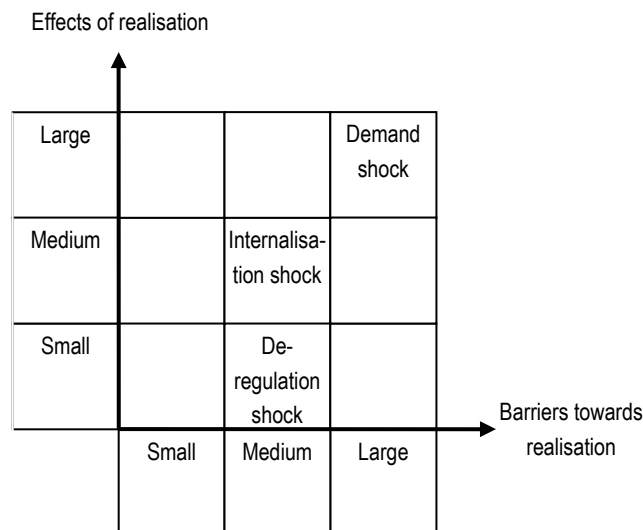 Effects of realisation
Large
Demand
shock
Medium
Internalisa-
tion shock
Small
De-
regulation
shock
Barriers towards
realisation
Small
Medium
Large